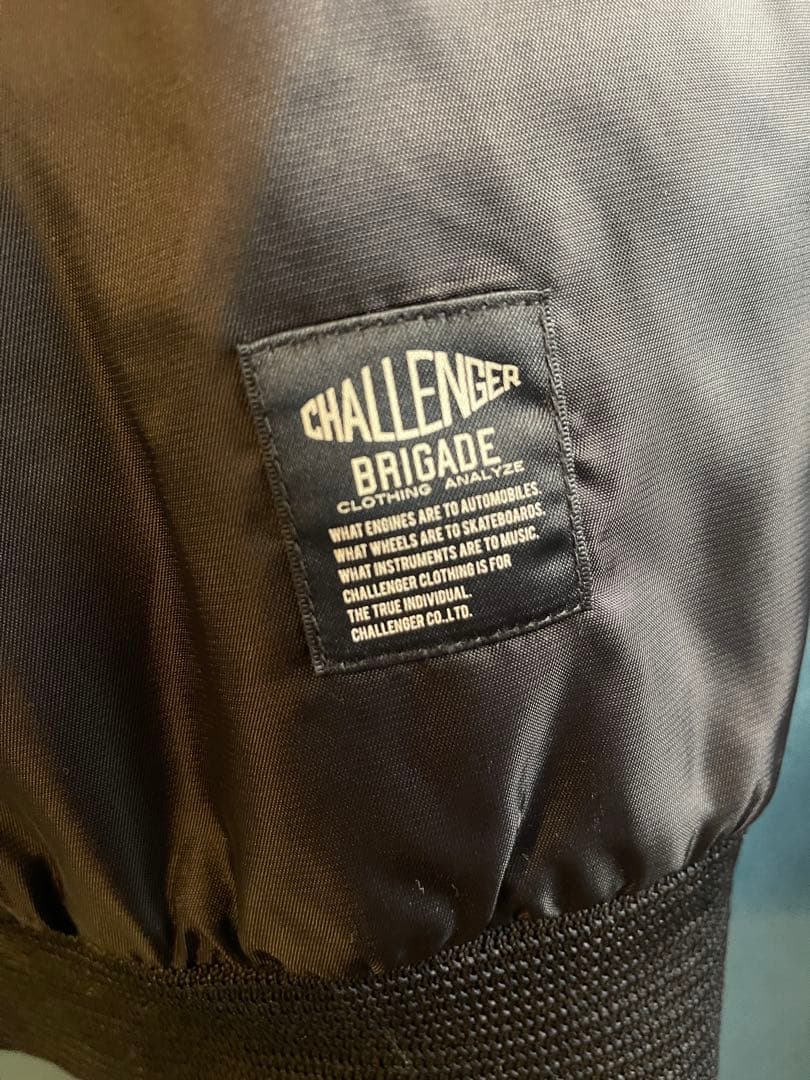 CHALLENGER
BRIGADE
CLOTHING ANALYZE
WHAT ENGINES ARE TO AUTOMOBILES.
WHAT WHEELS ARE TO SKATEBOARDS.
WHAT INSTRUMENTS ARE TO MUSIC.
CHALLENGER CLOTHING IS FOR
THE TRUE INDIVIDUAL.
CHALLENGER CO.,LTD.